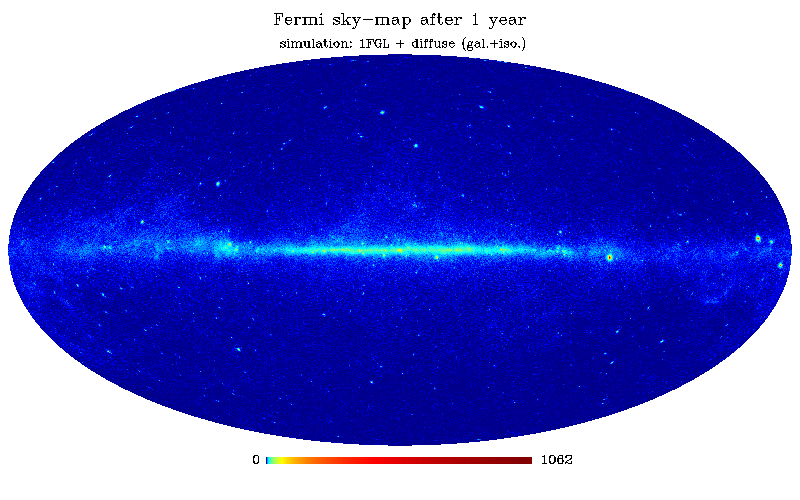 Fermi sky-map after 1 year
simulation: 1FGL + diffuse (gal.+iso.)
0 1062